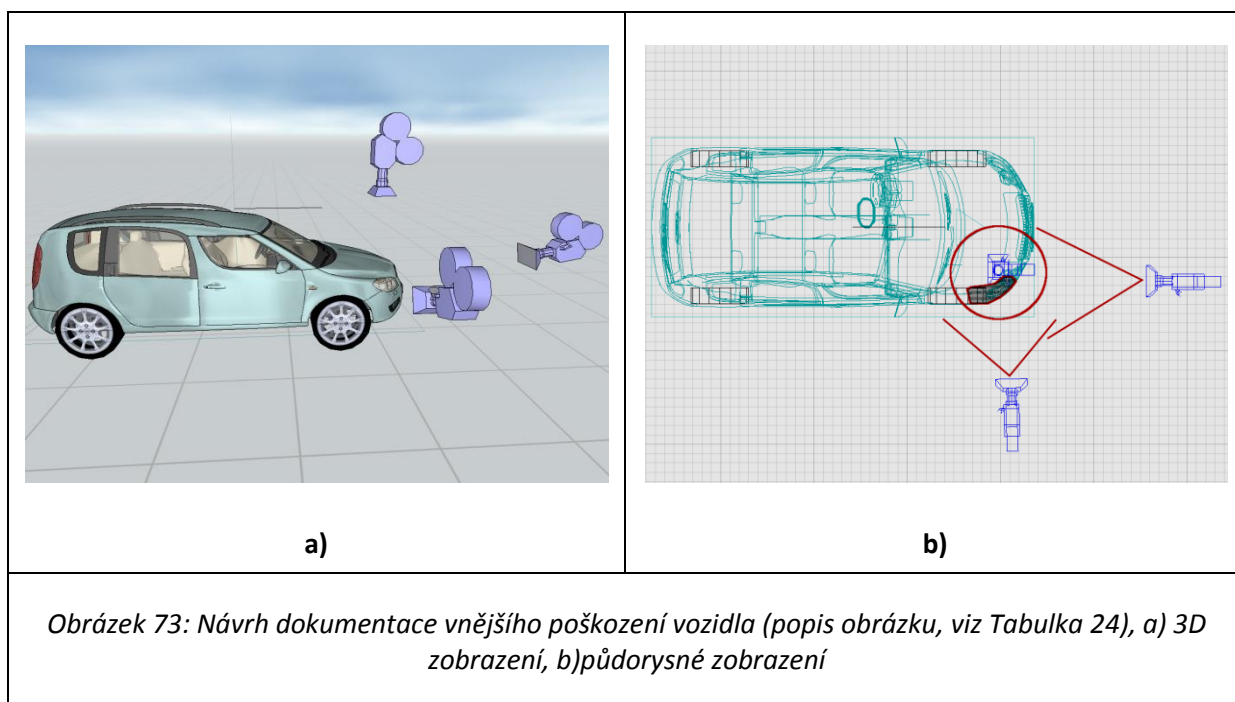 a)
b)
Obrázek 73: Návrh dokumentace vnějšího poškození vozidla (popis obrázku, viz Tabulka 24), a) 3D
zobrazení, b)půdorysné zobrazení